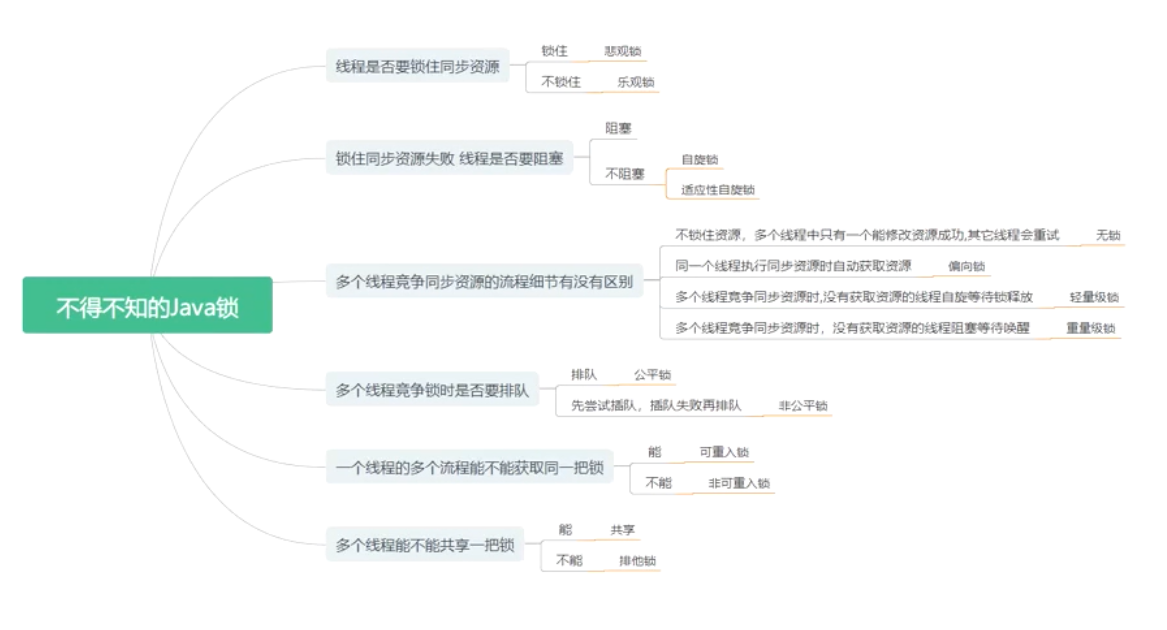 线程是否要锁住同步资源
锁住 悲观锁
不锁住 乐观锁
锁住同步资源失败 线程是否要阻塞
阻塞
不阻塞
自旋锁
适应性自旋锁
不得不知的Java锁
多个线程竞争同步资源的流程细节有没有区别
不锁住资源，多个线程中只有一个能修改资源成功,其它线程会重试 无锁
同一个线程执行同步资源时自动获取资源 偏向锁
多个线程竞争同步资源时,没有获取资源的线程自旋等待锁释放 轻量级锁
多个线程竞争同步资源时，没有获取资源的线程阻塞等待唤醒 重量级锁
多个线程竞争锁时是否要排队
排队 公平锁
先尝试插队，插队失败再排队 非公平锁
一个线程的多个流程能不能获取同一把锁
能 可重入锁
不能 非可重入锁
多个线程能不能共享一把锁
能 共享
不能 排他锁